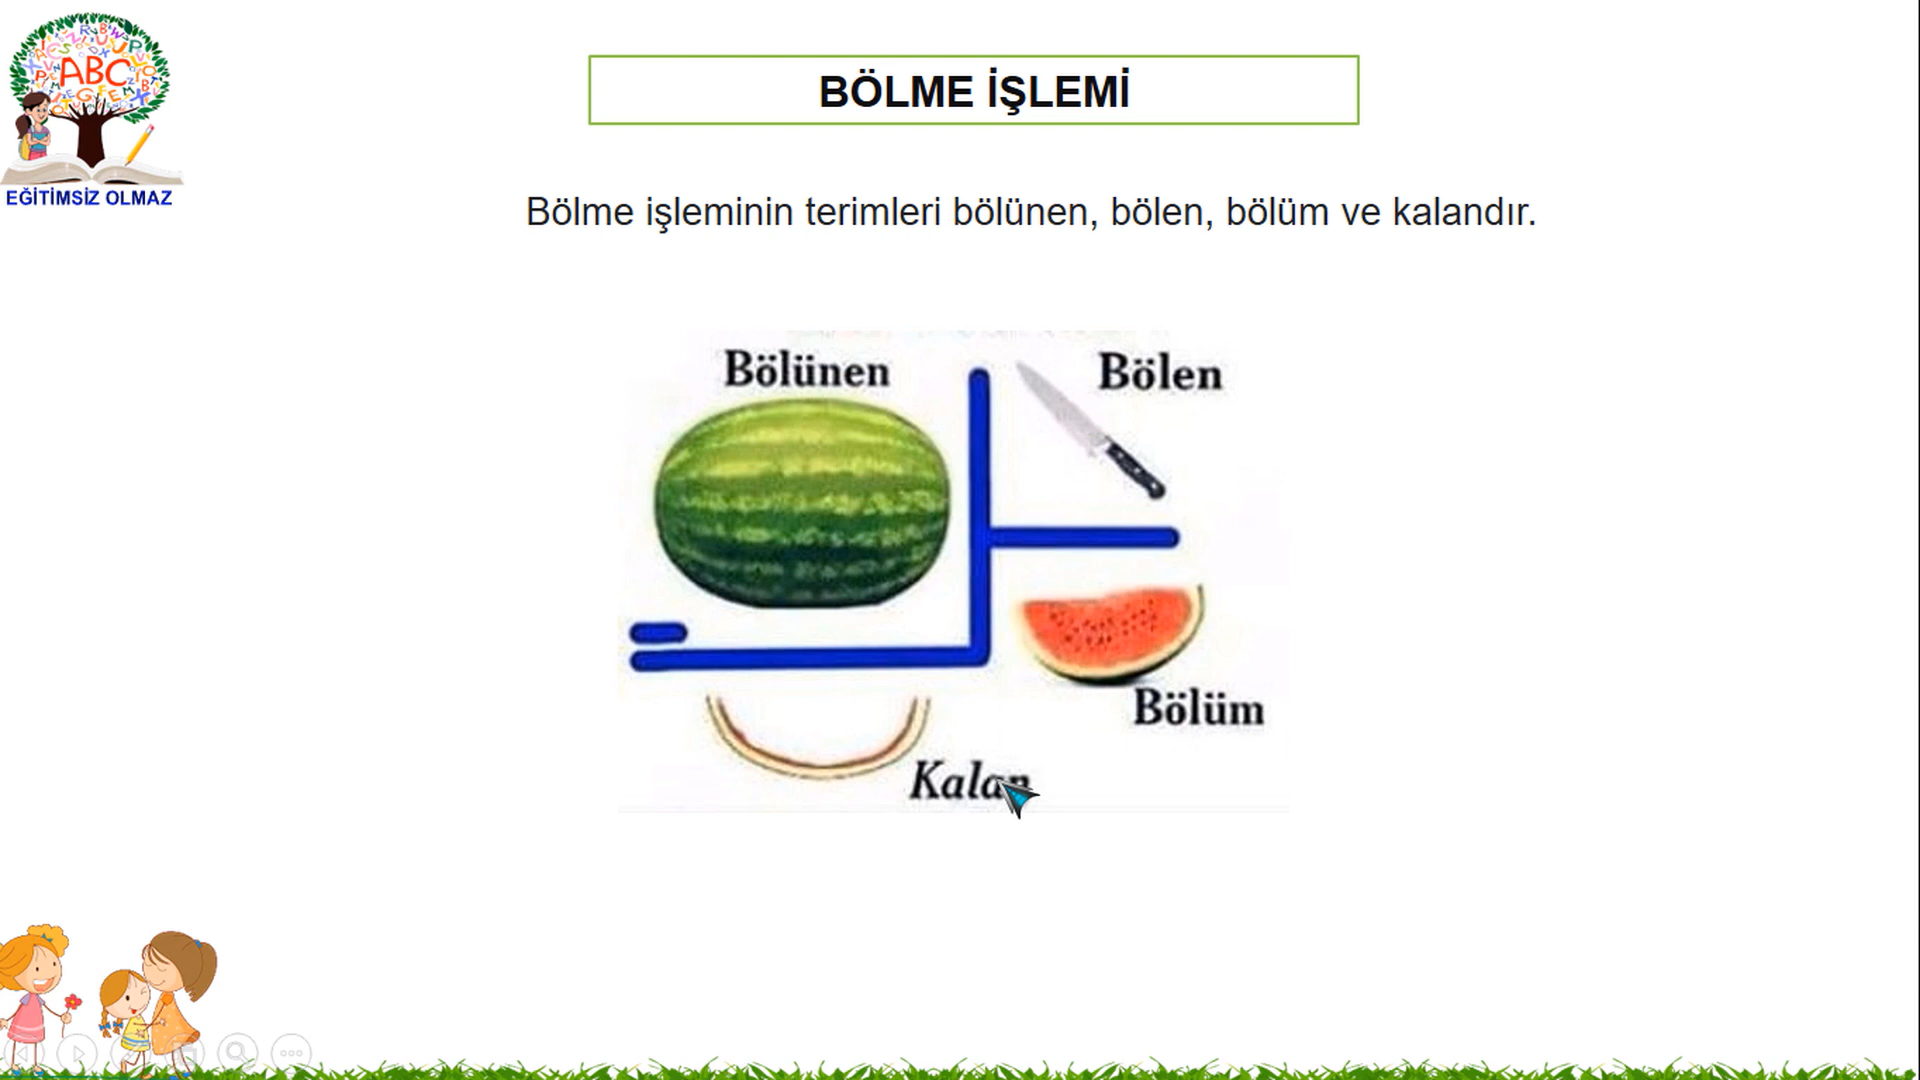 ABC
EĞİTİMSİZ OLMAZ
BÖLME İŞLEMİ
Bölme işleminin terimleri bölünen, bölen, bölüm ve kalandır.
Bölünen
Bölen
Bölüm
Kalan